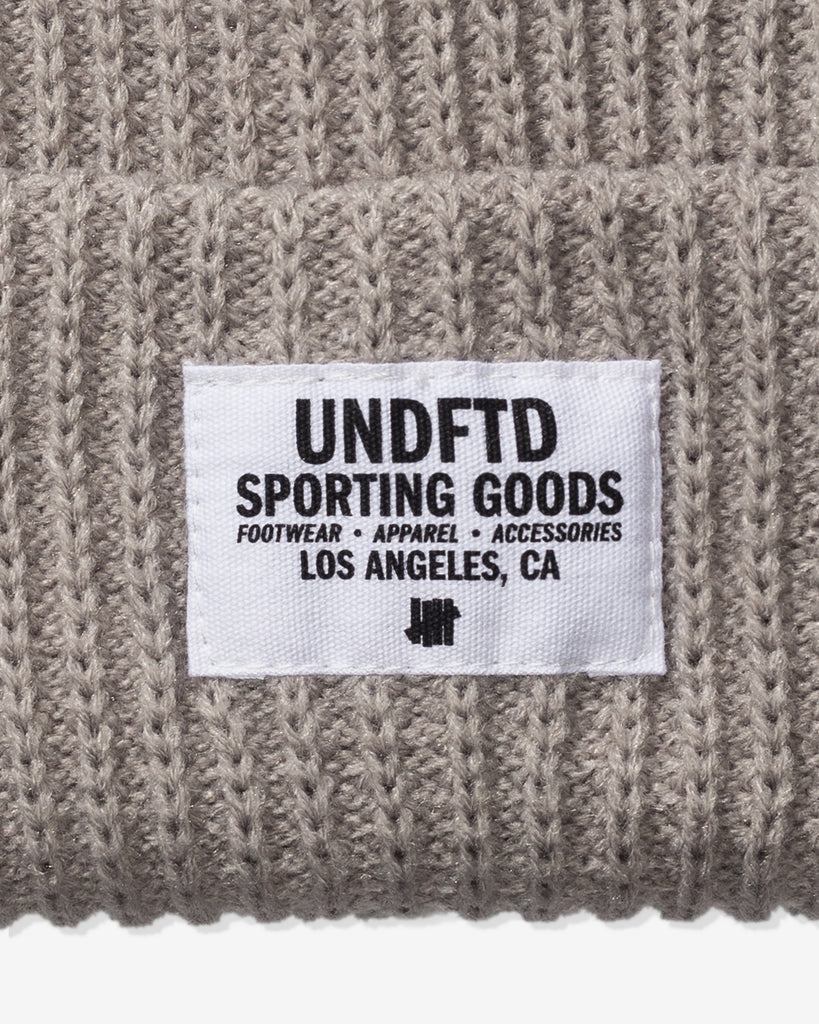 UNDFTD
SPORTING GOODS
FOOTWEAR • APPAREL • ACCESSORIES
LOS ANGELES, CA